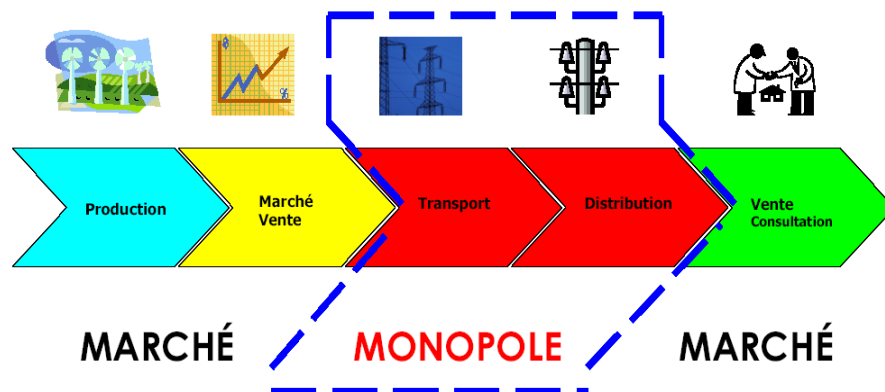 $
%
Production
Marché
Vente
Transport
Distribution
Vente
Consultation
MARCHÉ
MONOPOLE
MARCHÉ